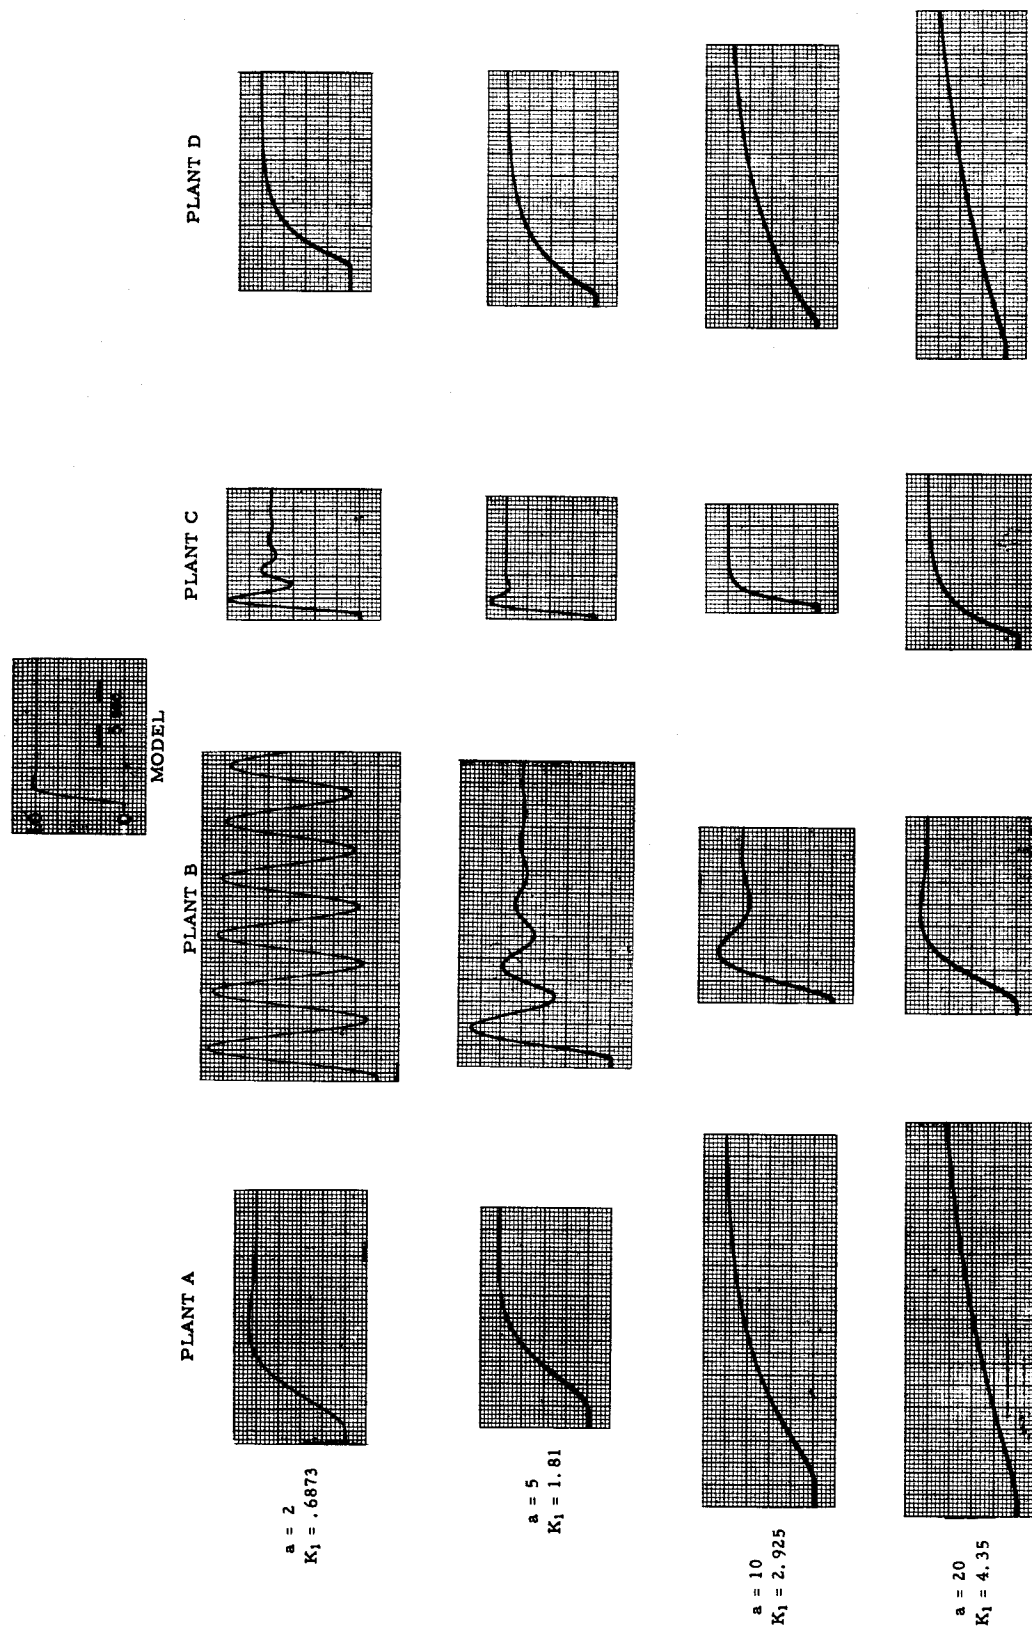 MODEL
0
PLANT A
PLANT B
PLANT C
PLANT D
a = 2
K₁ = .6873
a = 5
K₁ = 1.81
a = 10
K₁ = 2.925
a = 20
K₁ = 4.35